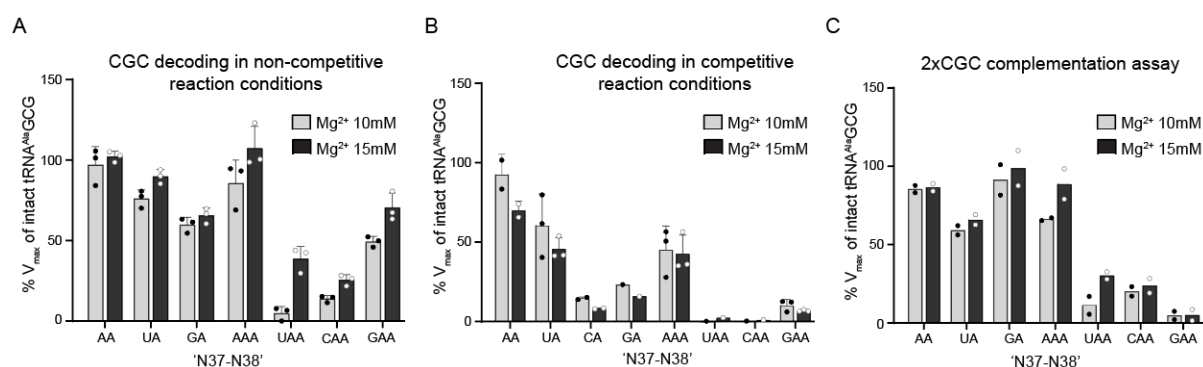 A
CGC decoding in non-competitive
reaction conditions
150
100
50
0
% Vmax of intact tRNAAlaGCG
Mg2+ 10mM
Mg2+ 15mM
AA UA GA AAA UAA CAA GAA
'N37-N38'
B
CGC decoding in competitive
reaction conditions
150
100
50
0
% Vmax of intact tRNAAlaGCG
Mg2+ 10mM
Mg2+ 15mM
AA UA CA GA AAA UAA CAA GAA
'N37-N38'
C
2xCGC complementation assay
150
100
50
0
% Vmax of intact tRNAAlaGCG
Mg2+ 10mM
Mg2+ 15mM
AA UA GA AAA UAA CAA GAA
'N37-N38'